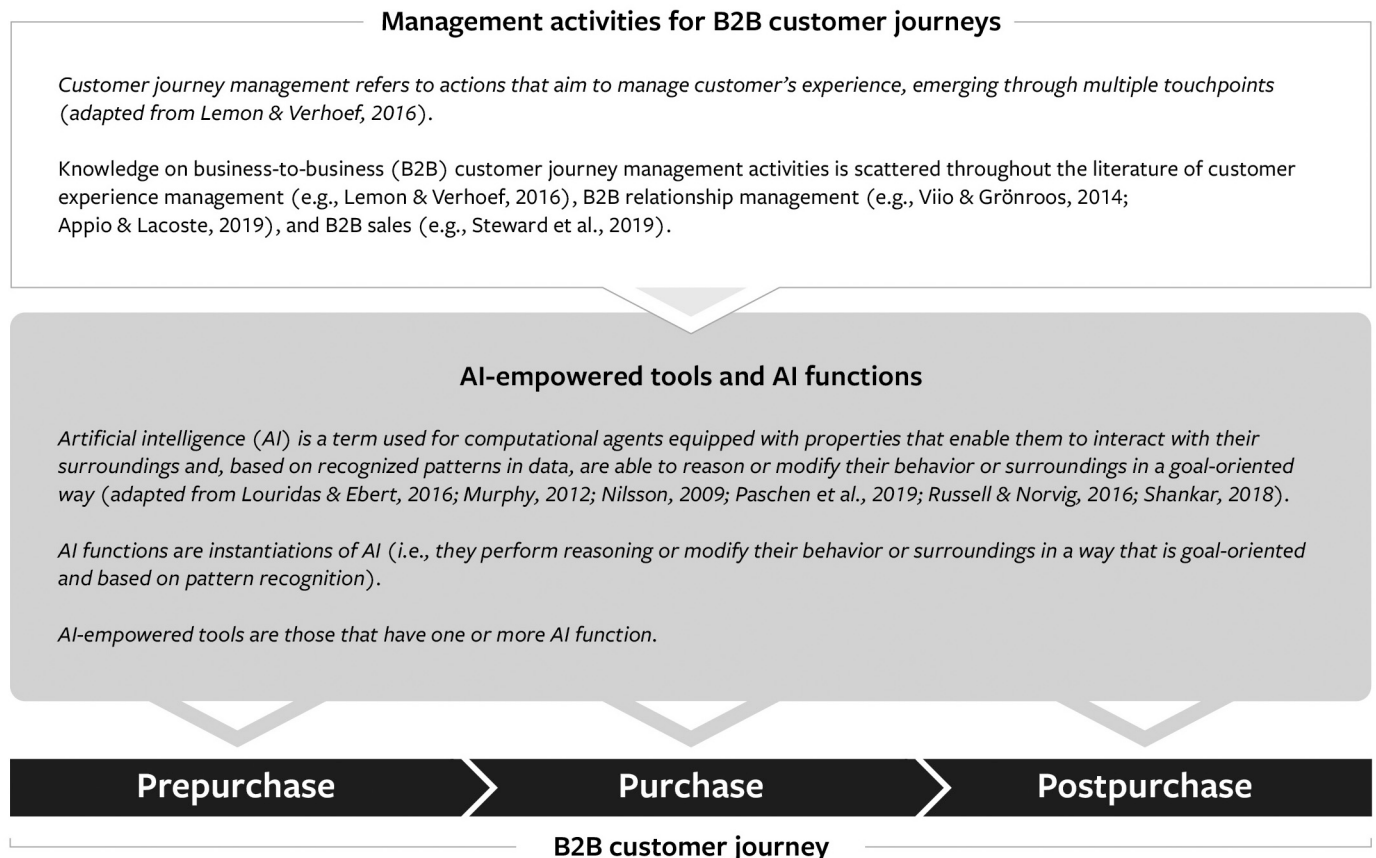 Management activities for B2B customer journeys
Customer journey management refers to actions that aim to manage customer’s experience, emerging through multiple touchpoints
(adapted from Lemon & Verhoef, 2016).
Knowledge on business-to-business (B2B) customer journey management activities is scattered throughout the literature of customer
experience management (e.g., Lemon & Verhoef, 2016), B2B relationship management (e.g., Viio & Grönroos, 2014;
Appio & Lacoste, 2019), and B2B sales (e.g., Steward et al., 2019).
AI-empowered tools and AI functions
Artificial intelligence (AI) is a term used for computational agents equipped with properties that enable them to interact with their
surroundings and, based on recognized patterns in data, are able to reason or modify their behavior or surroundings in a goal-oriented
way (adapted from Louridas & Ebert, 2016; Murphy, 2012; Nilsson, 2009; Paschen et al., 2019; Russell & Norvig, 2016; Shankar, 2018).
AI functions are instantiations of AI (i.e., they perform reasoning or modify their behavior or surroundings in a way that is goal-oriented
and based on pattern recognition).
AI-empowered tools are those that have one or more AI function.
Prepurchase
Purchase
Postpurchase
B2B customer journey